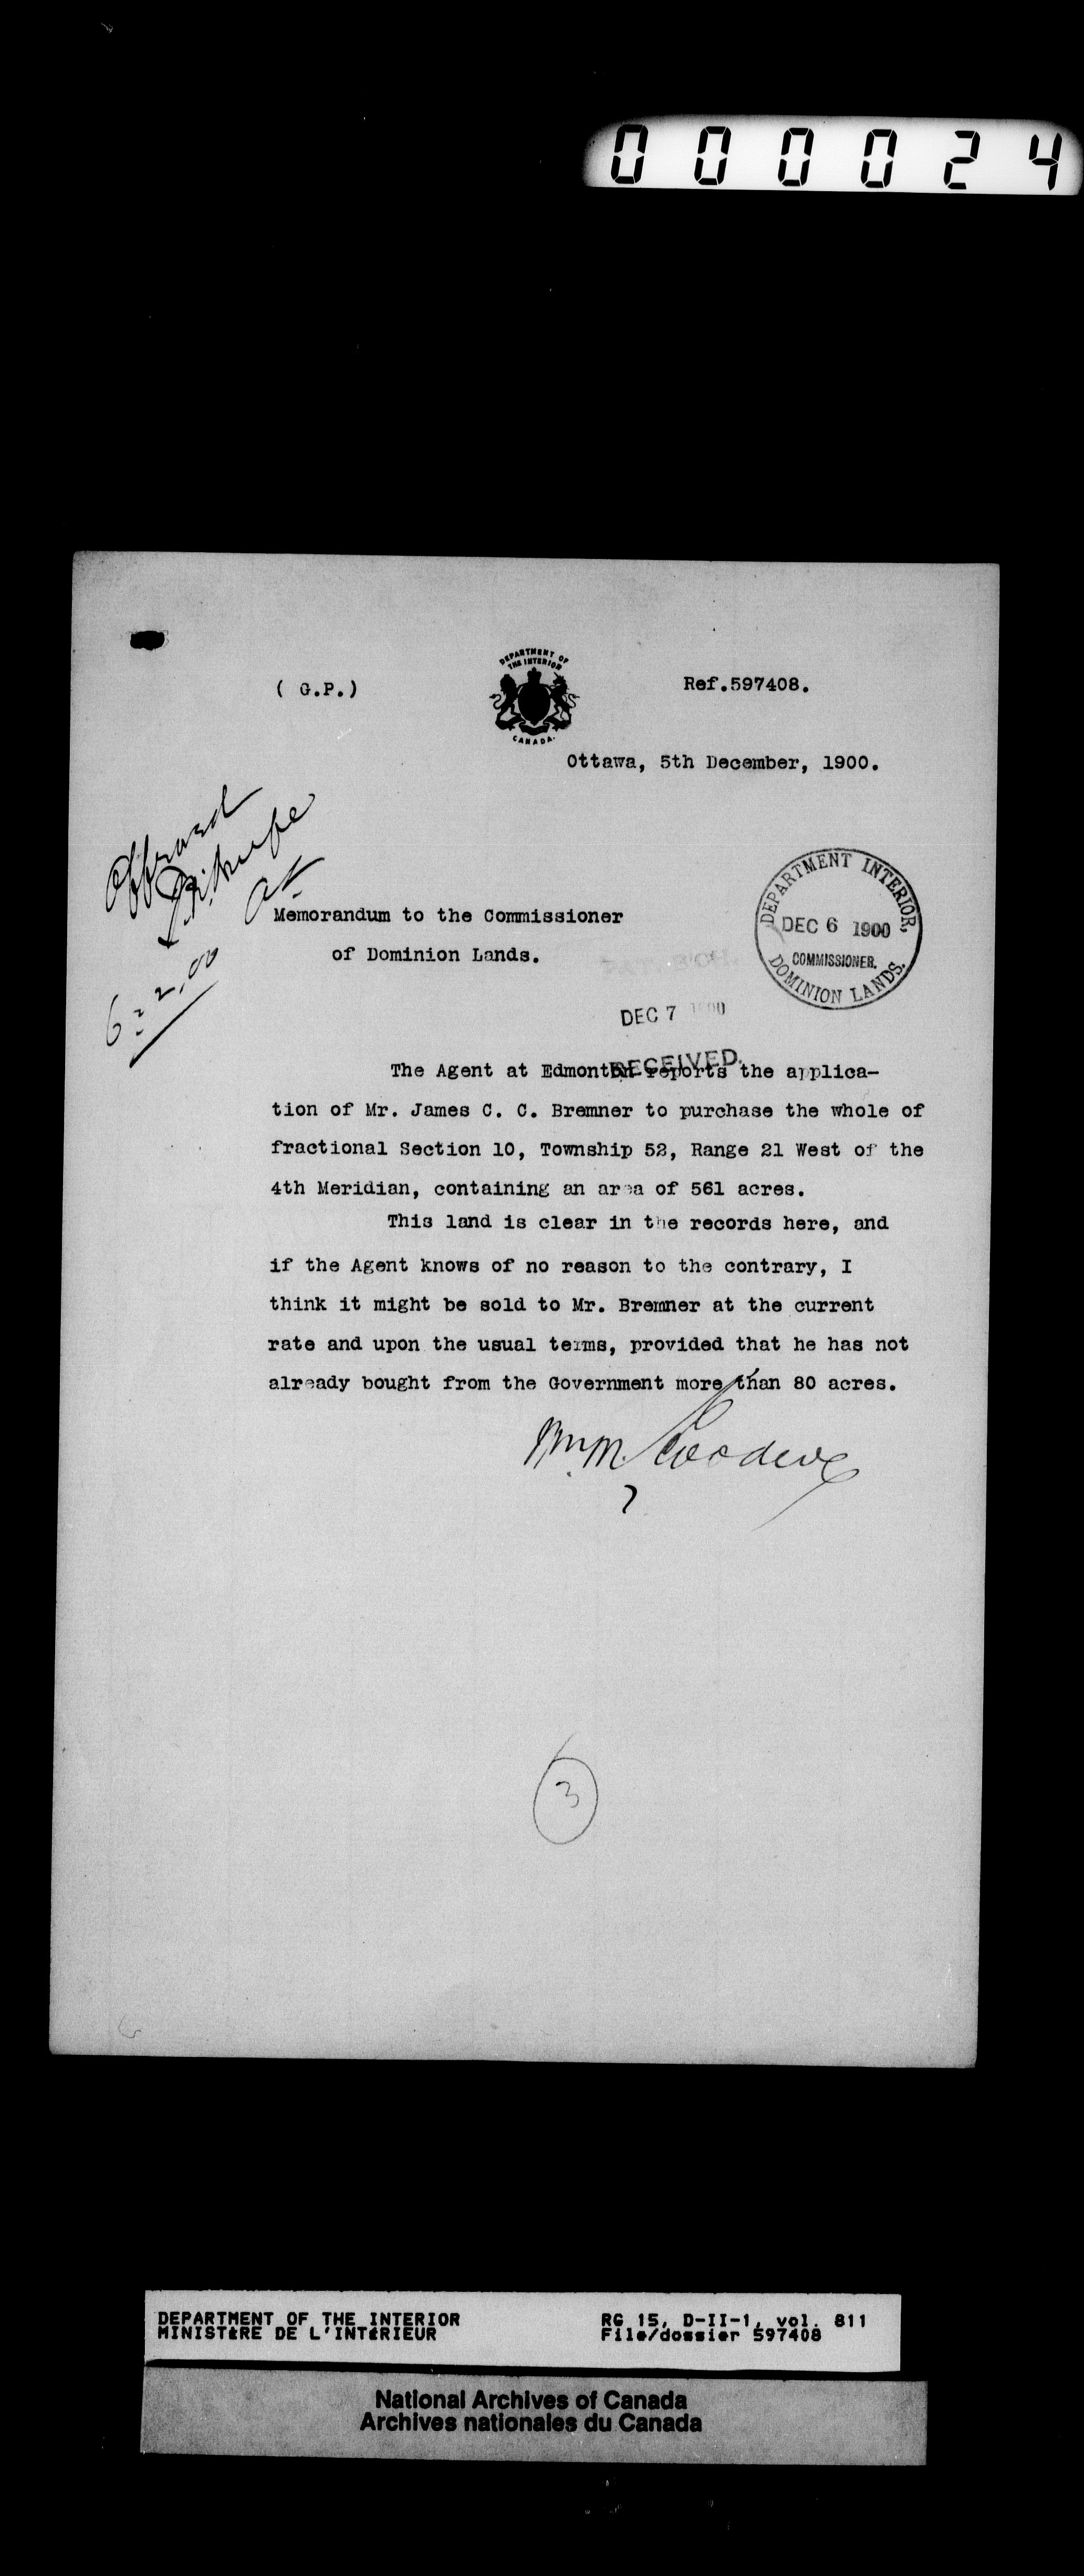 000024
DEPARTMENT OF
THE INTERIOR
CANADA.
( G.P.)
Ref.597408.
Ottawa, 5th December, 1900.
at
Memorandum to the Commissioner
of Dominion Lands.
DEPARTMENT INTERIOR,
DEC 6 1900
COMMISSIONER.
DOMINION LANDS.
DEC 7 1900
RECEIVED.
The Agent at Edmonton reports the applica-
tion of Mr. James C. C. Bremner to purchase the whole of
fractional Section 10, Township 52, Range 21 West of the
4th Meridian, containing an area of 561 acres.
This land is clear in the records here, and
if the Agent knows of no reason to the contrary, I
think it might be sold to Mr. Bremner at the current
rate and upon the usual terms, provided that he has not
already bought from the Government more than 80 acres.
3
DEPARTMENT OF THE INTERIOR
MINISTÈRE DE L'INTÉRIEUR
RG 15, D-II-1, vol. 811
File/dossier 597408
National Archives of Canada
Archives nationales du Canada